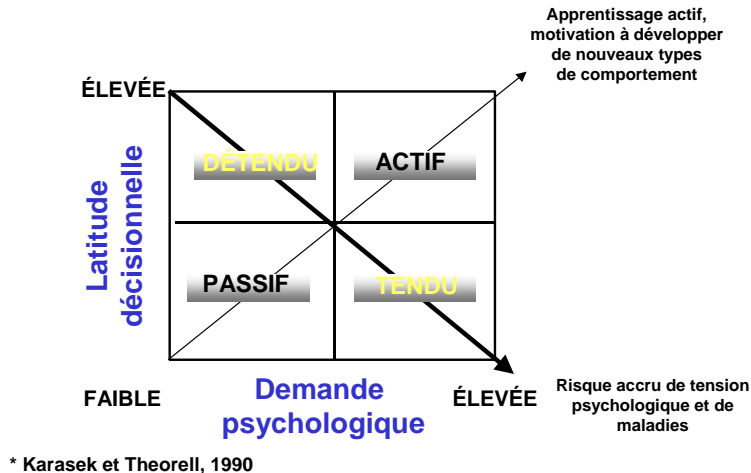 Apprentissage actif,
motivation à développer
de nouveaux types
de comportement
ÉLEVÉE
DÉTENDU
ACTIF
Latitude
décisionnelle
PASSIF
TENDU
FAIBLE
Demande
psychologique
ÉLEVÉE
Risque accru de tension
psychologique et de
maladies
* Karasek et Theorell, 1990